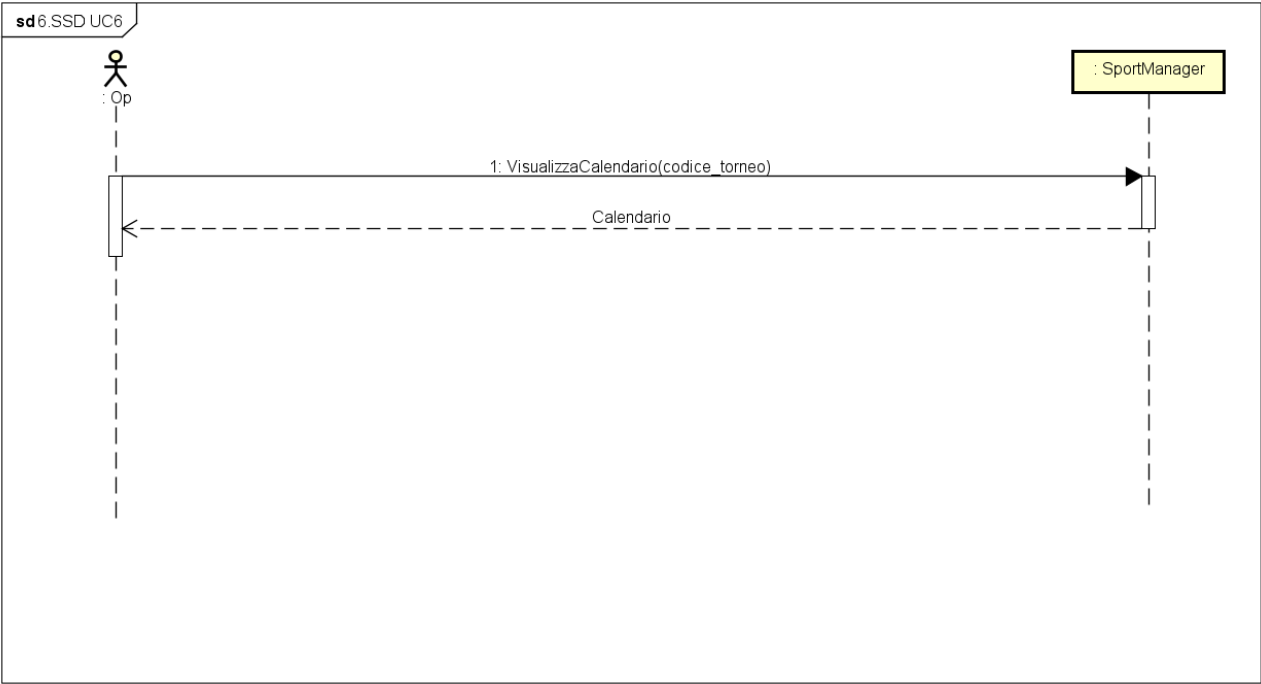 sd 6.SSD UC6
: Op
: SportManager
1: VisualizzaCalendario(codice_torneo)
Calendario